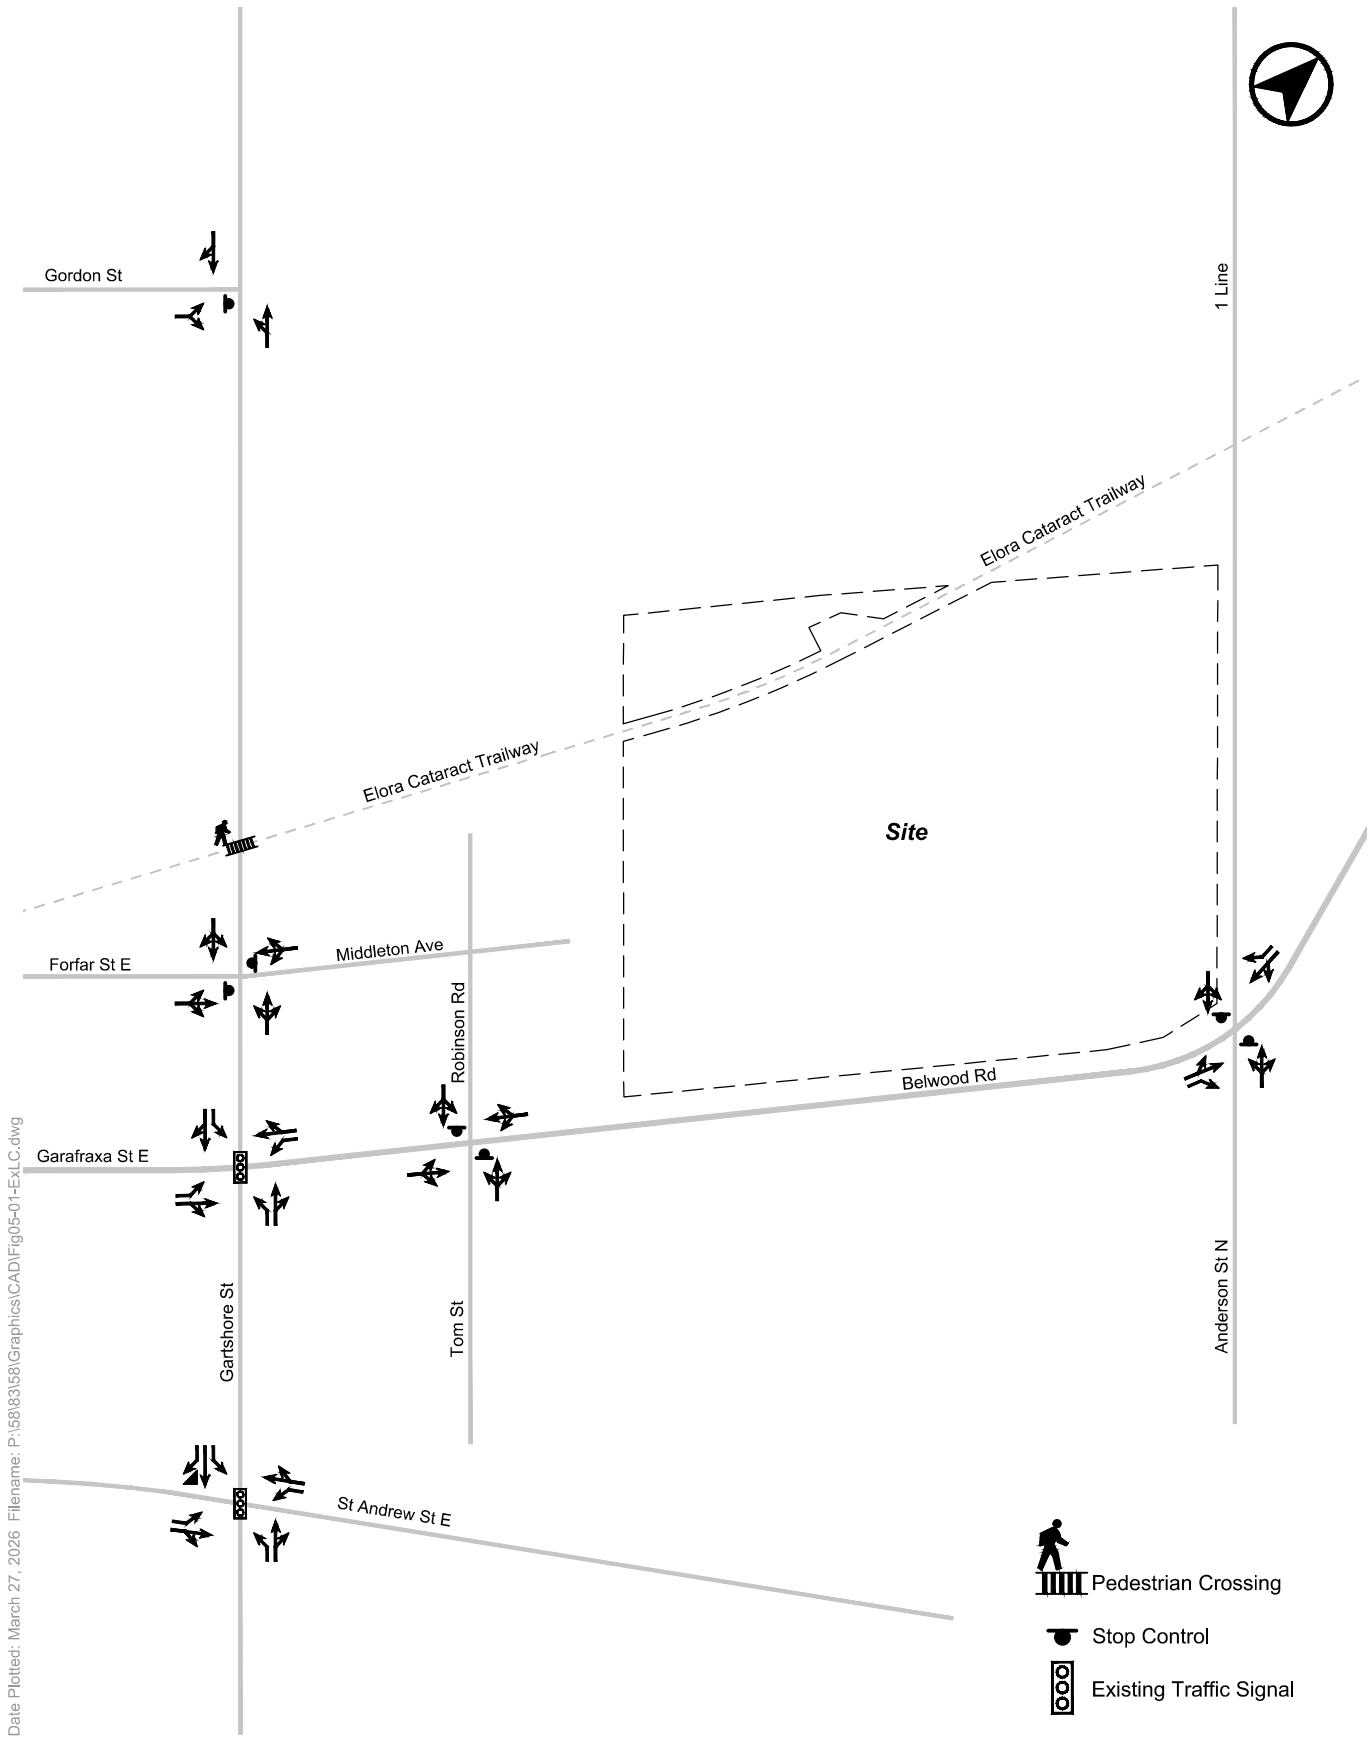 Gordon St
1 Line
Elora Cataract Trailway
Elora Cataract Trailway
Site
Middleton Ave
Forfar St E
Robinson Rd
Belwood Rd
Garafraxa St E
Gartshore St
Tom St
Anderson St N
St Andrew St E
Pedestrian Crossing
Stop Control
Existing Traffic Signal
Date Plotted: March 27, 2026 Filename: P:\58\83\58\Graphics\CAD\Fig05-01-ExLC.dwg